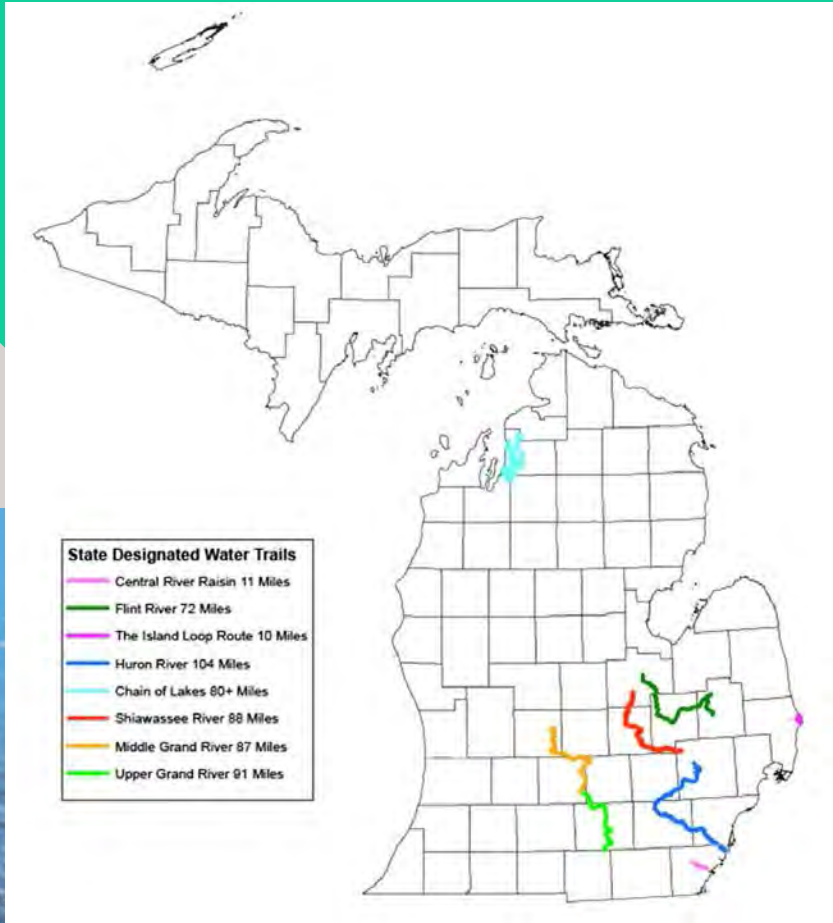 State Designated Water Trails
Central River Raisin 11 Miles
Flint River 72 Miles
The Island Loop Route 10 Miles
Huron River 104 Miles
Chain of Lakes 80+ Miles
Shiawassee River 88 Miles
Middle Grand River 87 Miles
Upper Grand River 91 Miles